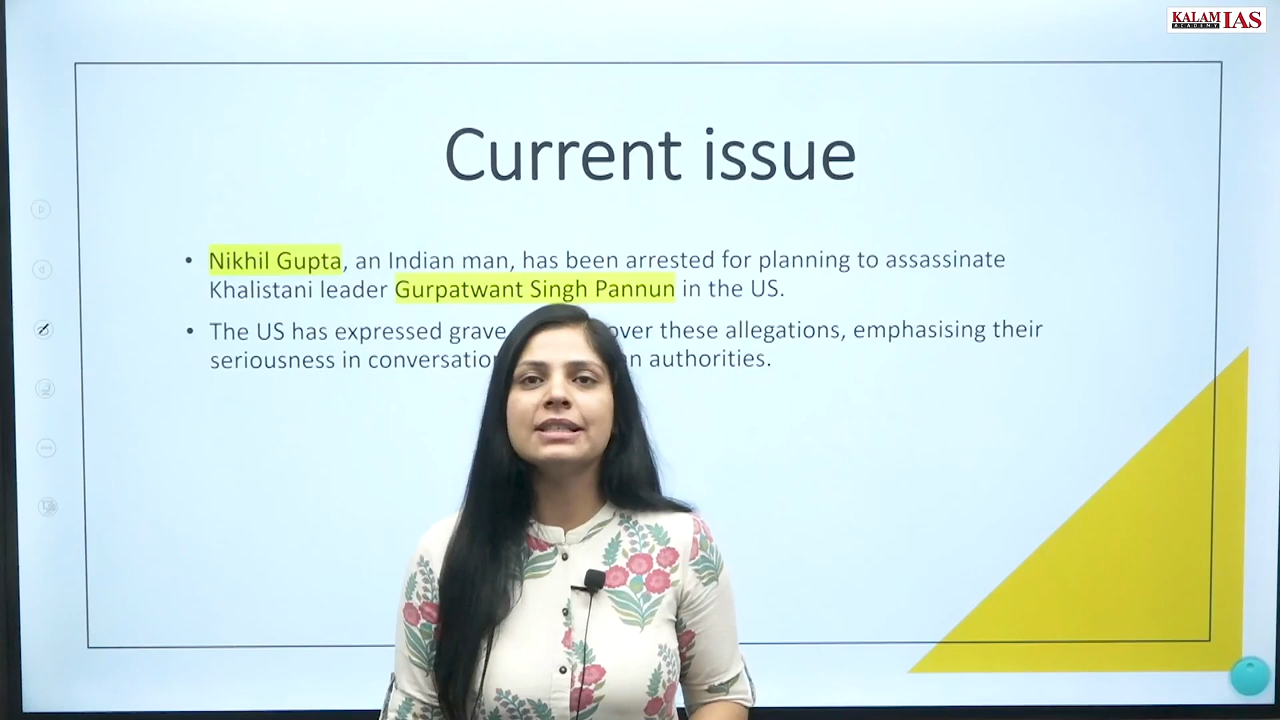 KALAM IAS
ACADEMY
Current issue
• Nikhil Gupta, an Indian man, has been arrested for planning to assassinate
Khalistani leader Gurpatwant Singh Pannun in the US.
• The US has expressed grave over these allegations, emphasising their
seriousness in authorities.